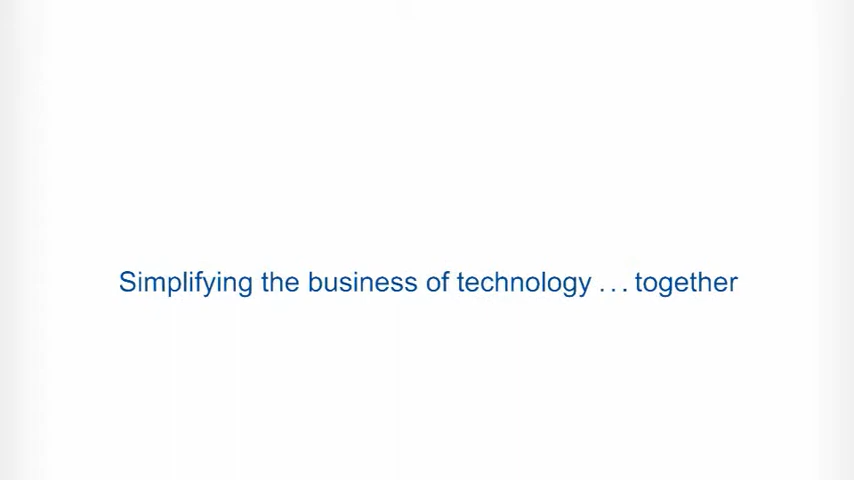 Simplifying the business of technology . . . together